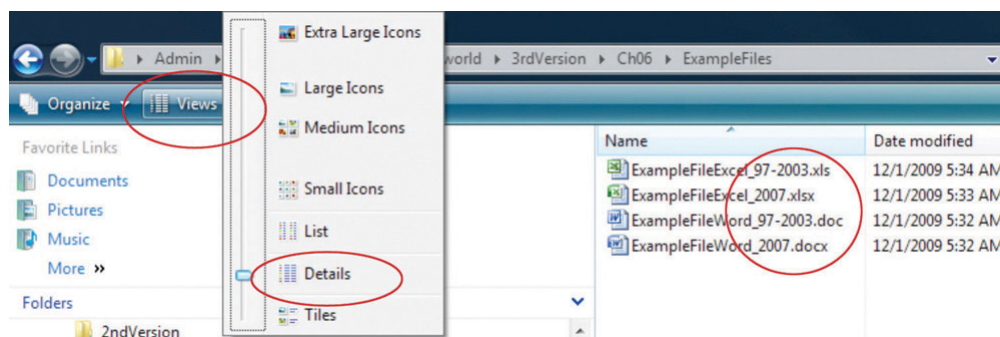 Admin
world
3rdVersion
Ch06
ExampleFiles
Organize
Views
Extra Large Icons
Large Icons
Medium Icons
Small Icons
List
Details
Tiles
Favorite Links
Documents
Pictures
Music
More »
Folders
2ndVersion
Name Date modified
ExampleFileExcel_97-2003.xls 12/1/2009 5:34 AM
ExampleFileExcel_2007.xlsx 12/1/2009 5:33 AM
ExampleFileWord_97-2003.doc 12/1/2009 5:32 AM
ExampleFileWord_2007.docx 12/1/2009 5:32 AM